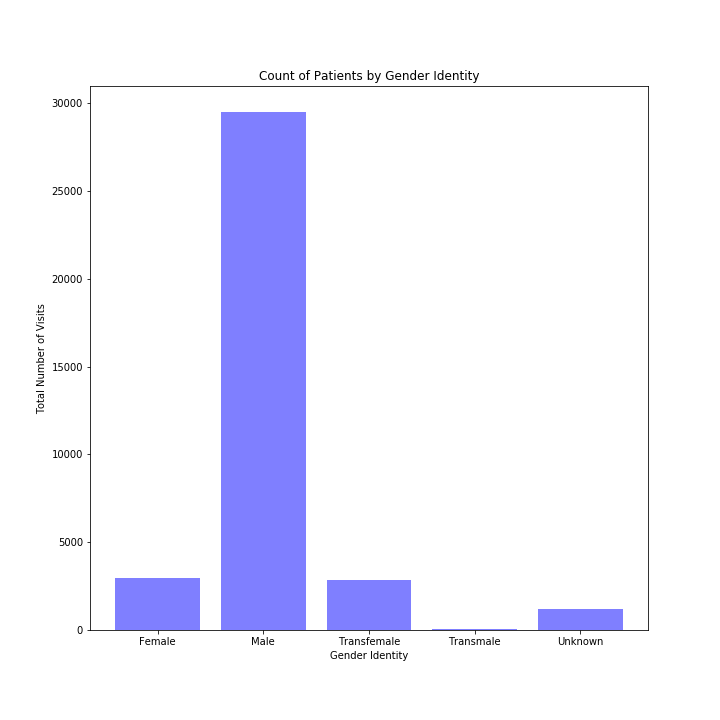 Count of Patients by Gender Identity
30000
25000
20000
15000
10000
5000
0
Total Number of Visits
Female Male Transfemale Transmale Unknown
Gender Identity